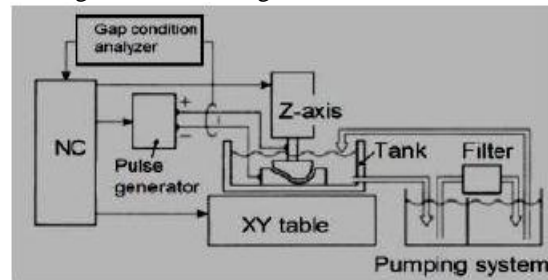 Gap condition
analyzer
Z-axis
+
−
NC
Pulse
generator
Tank
Filter
XY table
Pumping system